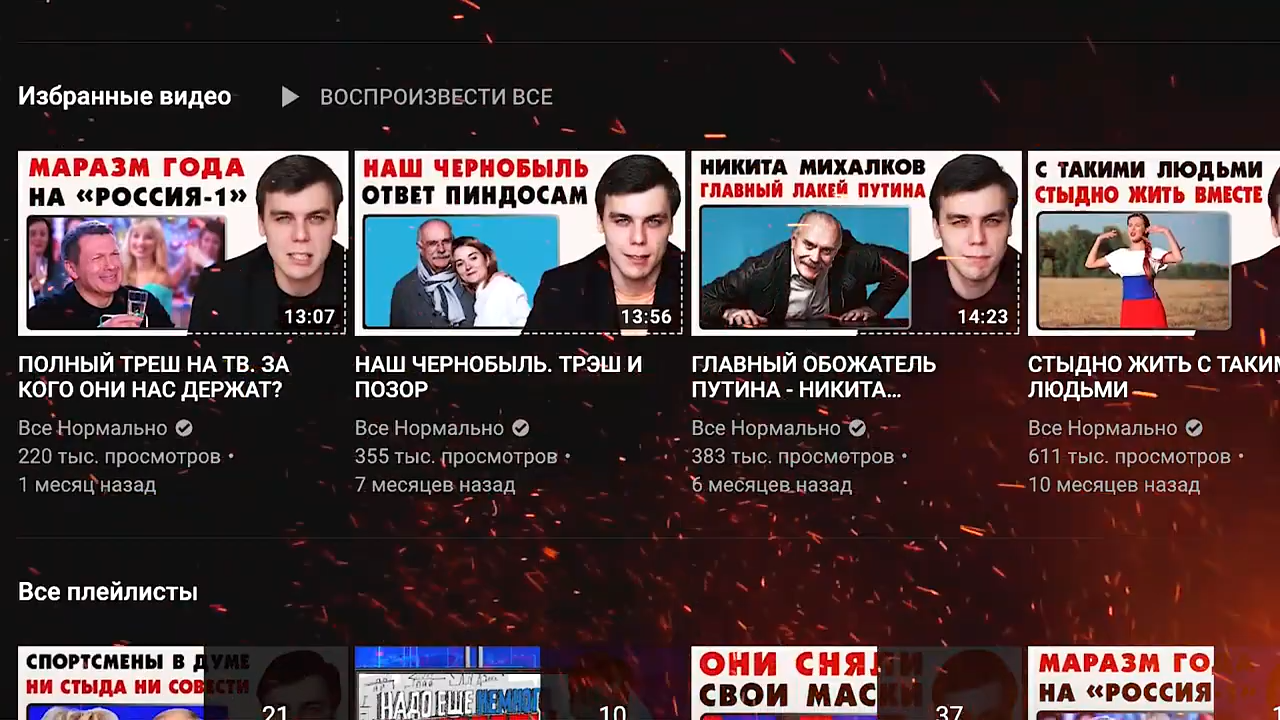 Избранные видео
ВОСПРОИЗВЕСТИ ВСЕ
МАРАЗМ ГОДА
НА «РОССИЯ-1»
13:07
НАШ ЧЕРНОБЫЛЬ
ОТВЕТ ПИНДОСАМ
13:56
НИКИТА МИХАЛКОВ
ГЛАВНЫЙ ЛАКЕЙ ПУТИНА
14:23
С ТАКИМИ ЛЮДЬМИ
СТЫДНО ЖИТЬ ВМЕСТЕ
ПОЛНЫЙ ТРЕШ НА ТВ. ЗА
КОГО ОНИ НАС ДЕРЖАТ?
Все Нормально
220 тыс. просмотров •
1 месяц назад
НАШ ЧЕРНОБЫЛЬ. ТРЭШ И
ПОЗОР
Все Нормально
355 тыс. просмотров •
7 месяцев назад
ГЛАВНЫЙ ОБОЖАТЕЛЬ
ПУТИНА - НИКИТА...
Все Нормально
383 тыс. просмотров •
6 месяцев назад
СТЫДНО ЖИТЬ С ТАКИМ
ЛЮДЬМИ
Все Нормально
611 тыс. просмотров •
10 месяцев назад
Все плейлисты
СПОРТСМЕНЫ В ДУМЕ
НИ СТЫДА НИ СОВЕСТИ
21
НАДО ЕЩЕ НЕМНОГО
10
ОНИ СНЯЛИ
СВОИ МАСКИ
37
МАРАЗМ ГОДА
НА «РОССИЯ-1»